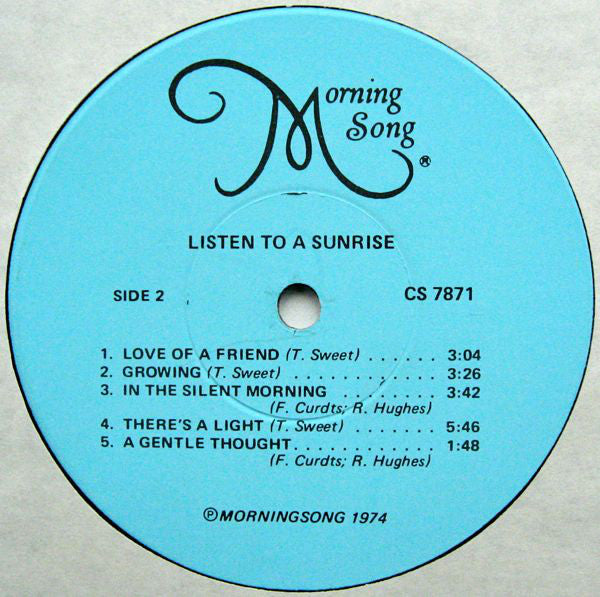 Morning
Song
®
LISTEN TO A SUNRISE
SIDE 2 CS 7871
1. LOVE OF A FRIEND (T. Sweet) . . . . . . 3:04
2. GROWING (T. Sweet) . . . . . . . . . . . . 3:26
3. IN THE SILENT MORNING . . . . . . . 3:42
(F. Curdts; R. Hughes)
4. THERE'S A LIGHT (T. Sweet) . . . . . . 5:46
5. A GENTLE THOUGHT. . . . . . . . . . . 1:48
(F. Curdts; R. Hughes)
℗MORNINGSONG 1974